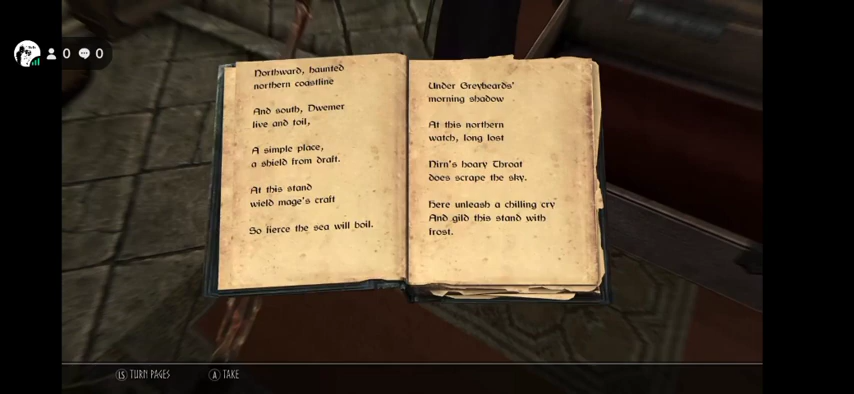 0 0
Northward, haunted
northern coastline
And south, Dwemer
live and toil,
A simple place,
a shield from draft.
At this stand
wield mage's craft
So fierce the sea will boil.
Under Greybeards'
morning shadow
At this northern
watch, long lost
Nirn's hoary Throat
does scrape the sky.
Here unleash a chilling cry
And gild this stand with
frost.
LS TURN PAGES
A TAKE